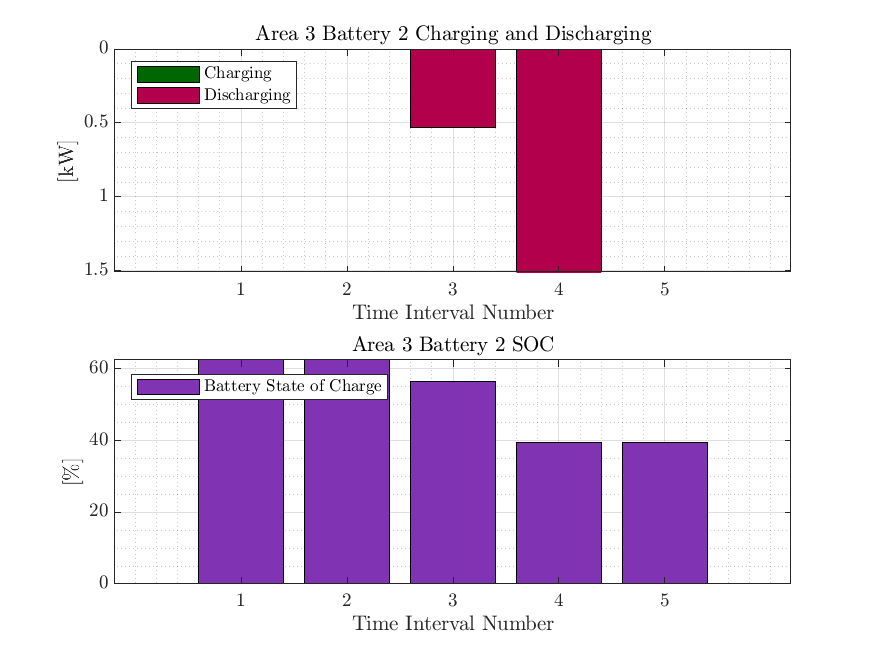 Area 3 Battery 2 Charging and Discharging
0
Charging
Discharging
0.5
[kW]
1
1.5
1 2 3 4 5
Time Interval Number
Area 3 Battery 2 SOC
60
Battery State of Charge
40
[%]
20
0
1 2 3 4 5
Time Interval Number